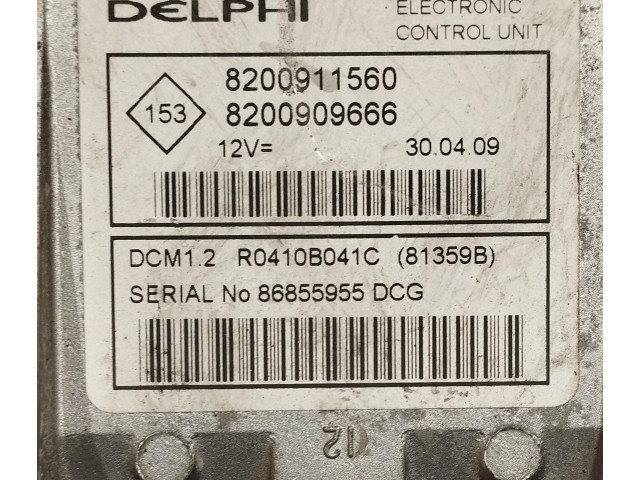 DELPHI
ELECTRONIC
CONTROL UNIT
153
8200911560
8200909666
12V= 30.04.09
DCM1.2 R0410B041C (81359B)
SERIAL No 86855955 DCG
12